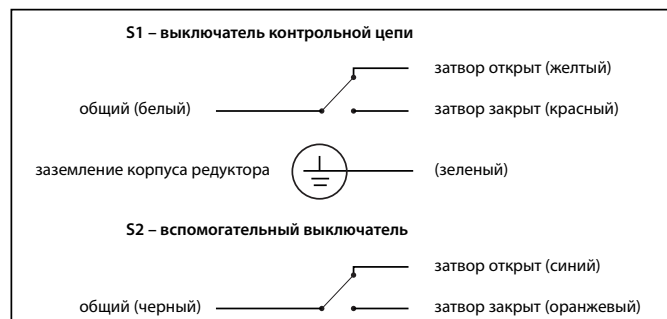 S1 – выключатель контрольной цепи
затвор открыт (желтый)
общий (белый)
затвор закрыт (красный)
заземление корпуса редуктора
(зеленый)
S2 – вспомогательный выключатель
затвор открыт (синий)
общий (черный)
затвор закрыт (оранжевый)